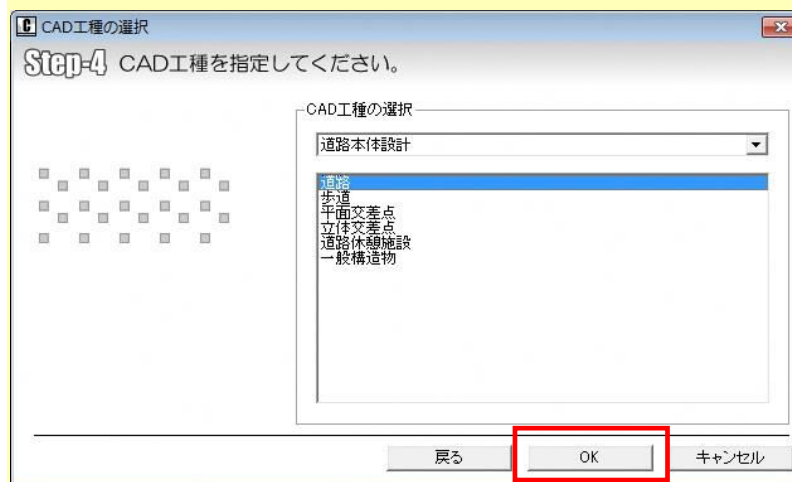 C CAD工種の選択
Step-4 CAD工種を指定してください。
CAD工種の選択
道路本体設計
道路
歩道
平面交差点
立体交差点
道路休憩施設
一般構造物
戻る
OK
キャンセル